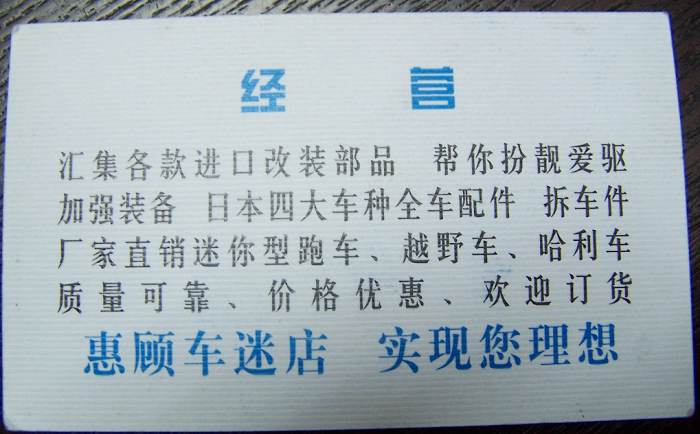 经 营
汇集各款进口改装部品 帮你扮靓爱驱
加强装备 日本四大车种全车配件 拆车件
厂家直销迷你型跑车、越野车、哈利车
质量可靠、价格优惠、欢迎订货
惠顾车迷店 实现您理想